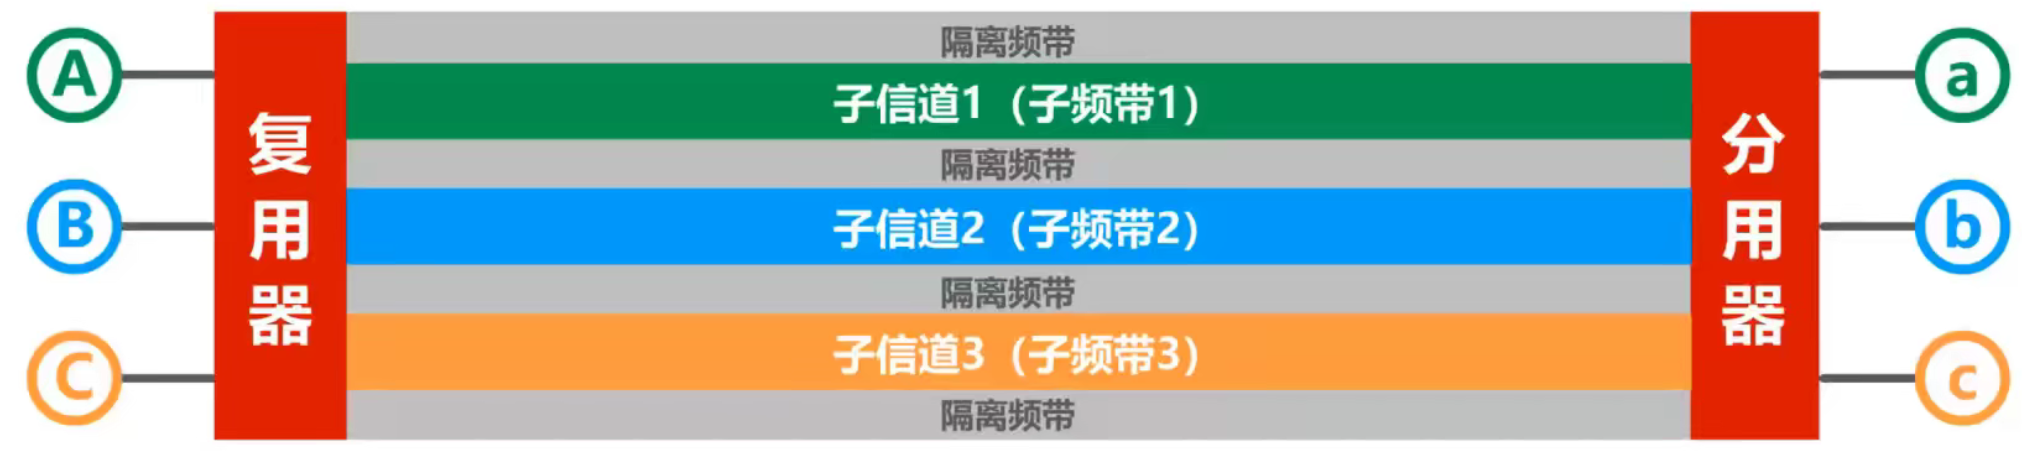 隔离频带
A
a
子信道1（子频带1）
复用器
分用器
隔离频带
B
子信道2（子频带2）
b
隔离频带
C
子信道3（子频带3）
c
隔离频带